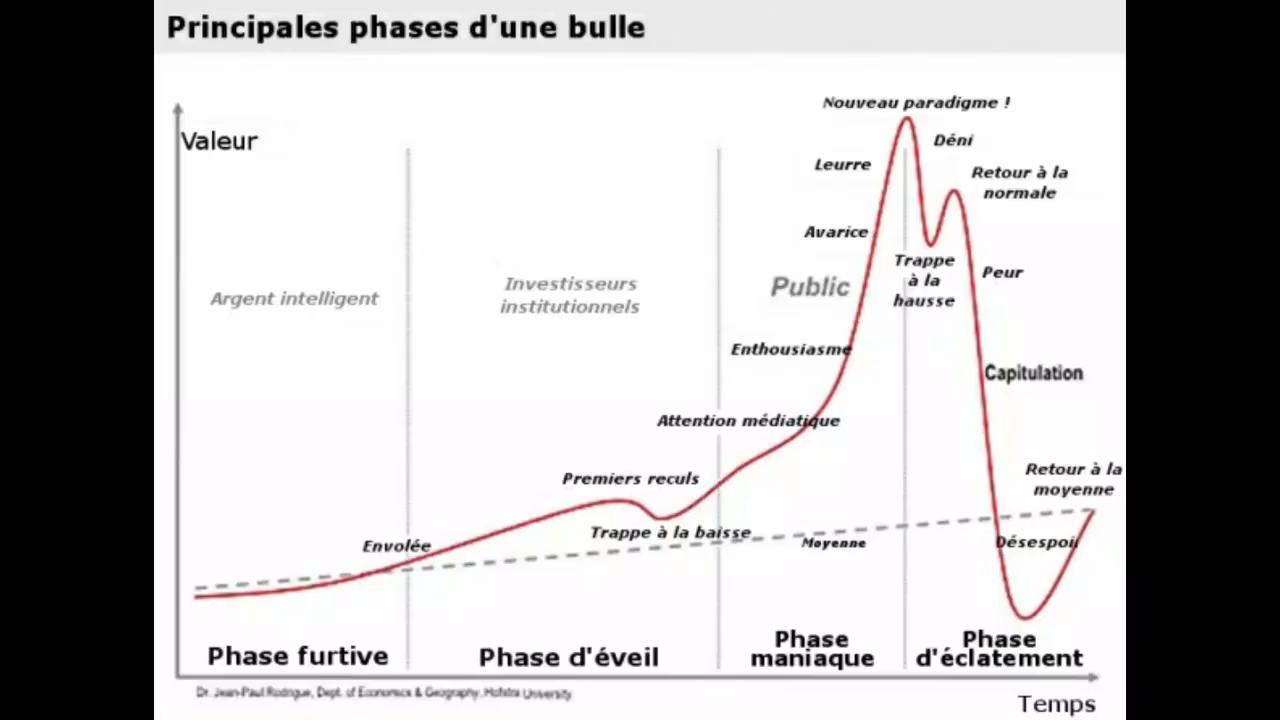 Principales phases d'une bulle
Nouveau paradigme !
Valeur
Déni
Leurre
Retour à la
normale
Avarice
Trappe
à la
hausse
Peur
Argent intelligent
Investisseurs
institutionnels
Public
Enthousiasme
Capitulation
Attention médiatique
Premiers reculs
Retour à la
moyenne
Trappe à la baisse
Envolée
Moyenne
Désespoir
Phase furtive
Phase d'éveil
Phase
maniaque
Phase
d'éclatement
Dr. Jean-Paul Rodrigue, Dept. of Economics & Geography, Hofstra University
Temps